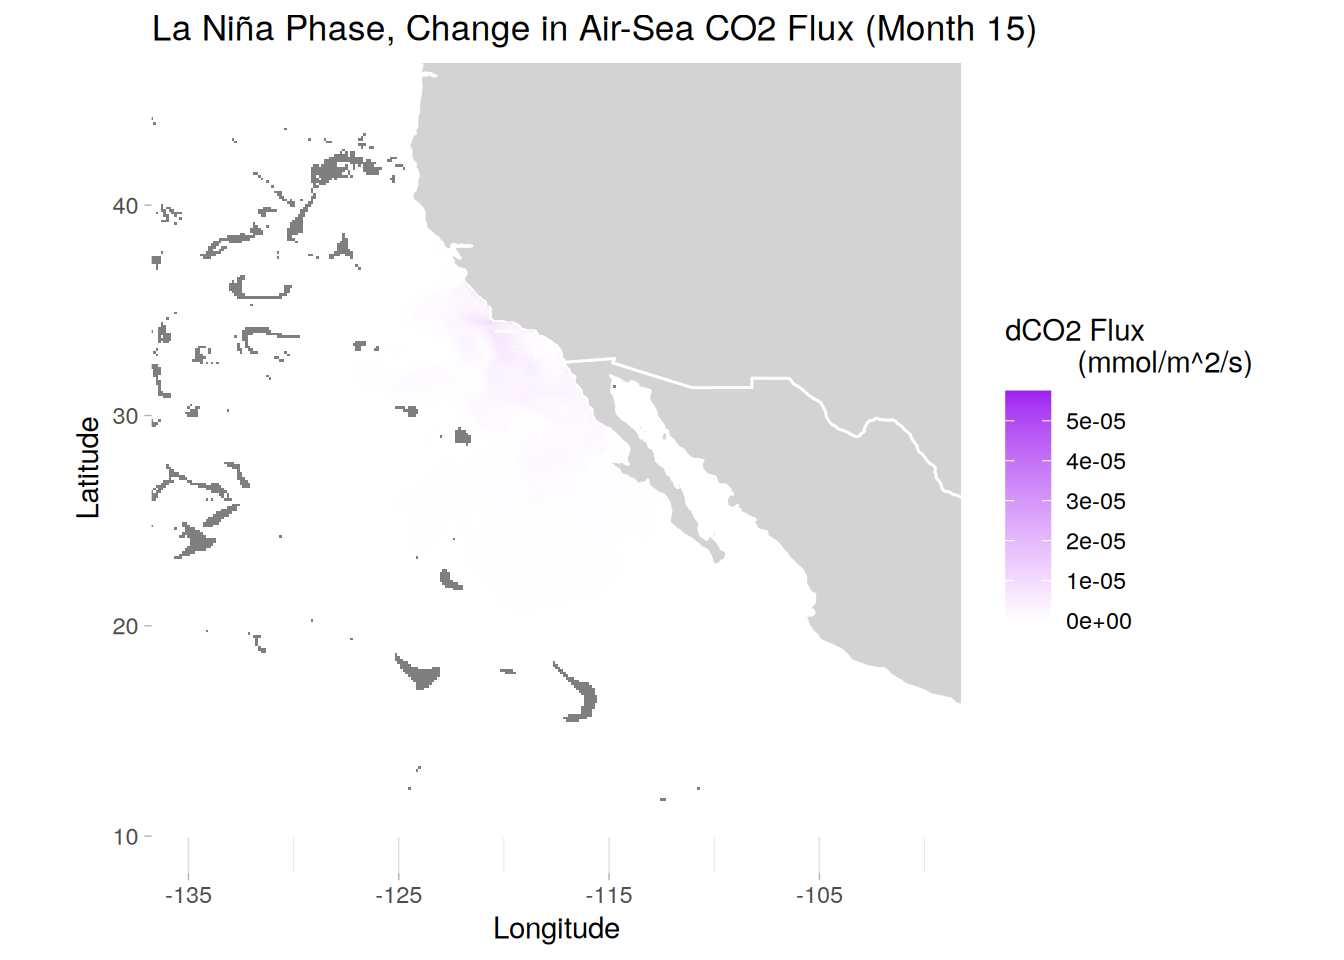 La Niña Phase, Change in Air-Sea CO2 Flux (Month 15)
40
30
20
10
Latitude
-135
-125
-115
-105
Longitude
dCO2 Flux
(mmol/m^2/s)
5e-05
4e-05
3e-05
2e-05
1e-05
0e+00